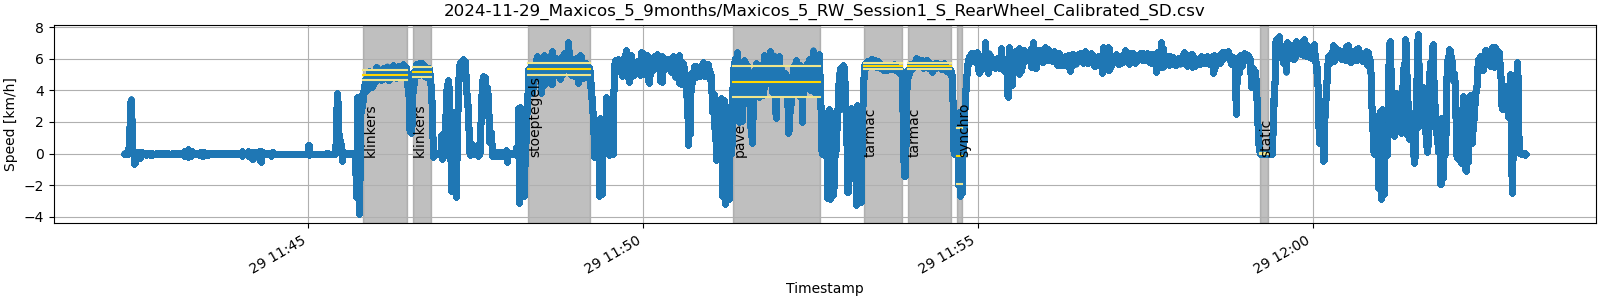 2024-11-29_Maxicos_5_9months/Maxicos_5_RW_Session1_S_RearWheel_Calibrated_SD.csv
Speed [km/h]
8
6
4
2
0
−2
−4
klinkers
klinkers
stoeptegels
pavé
tarmac
tarmac
synchro
static
29 11:45
29 11:50
29 11:55
29 12:00
Timestamp